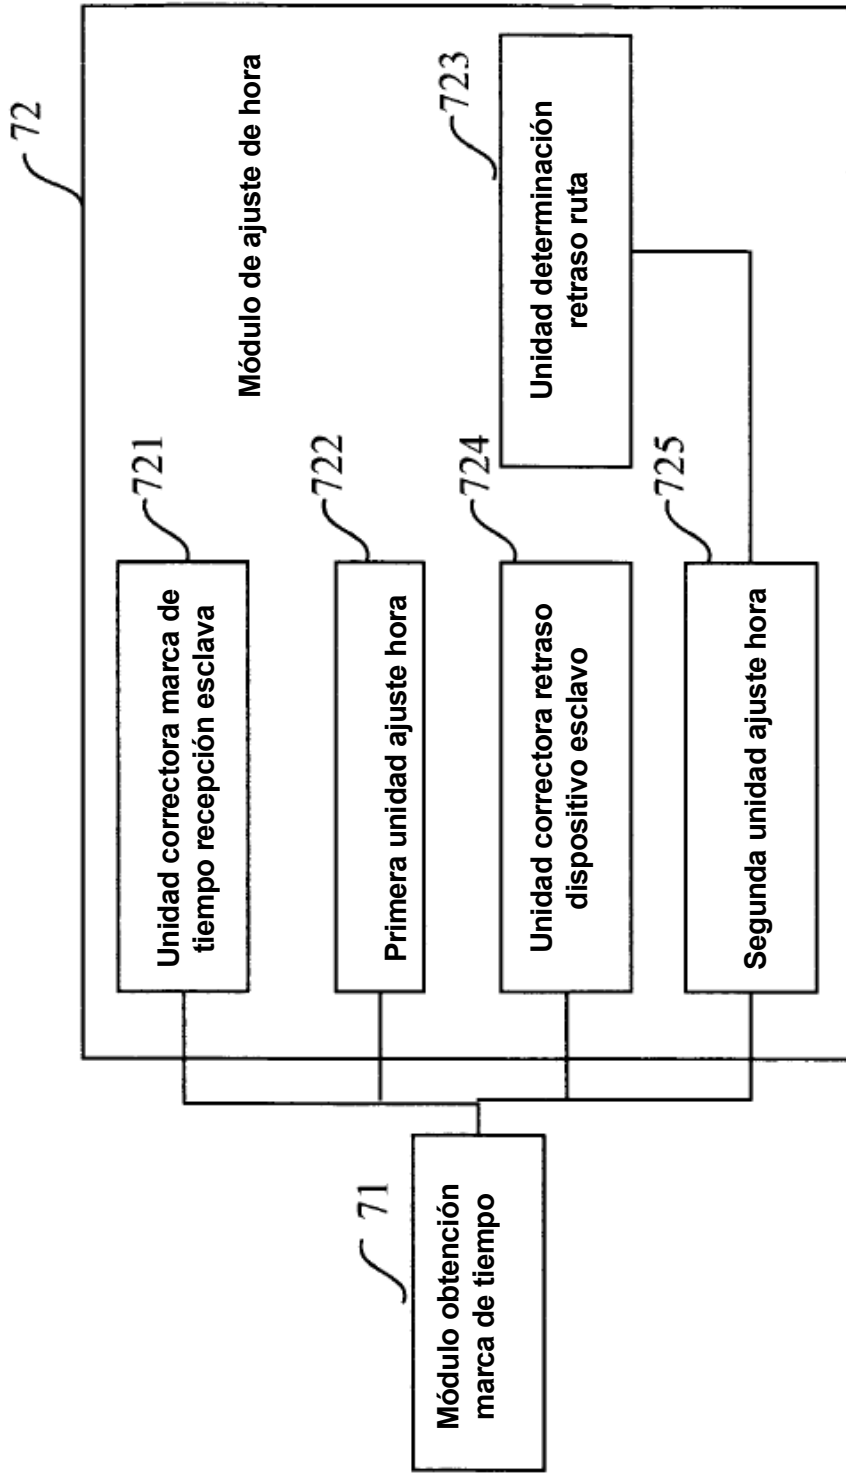 72
Módulo de ajuste de hora
721
Unidad correctora marca de
tiempo recepción esclava
722
Primera unidad ajuste hora
723
Unidad determinación
retraso ruta
724
Unidad correctora retraso
dispositivo esclavo
725
Segunda unidad ajuste hora
71
Módulo obtención
marca de tiempo